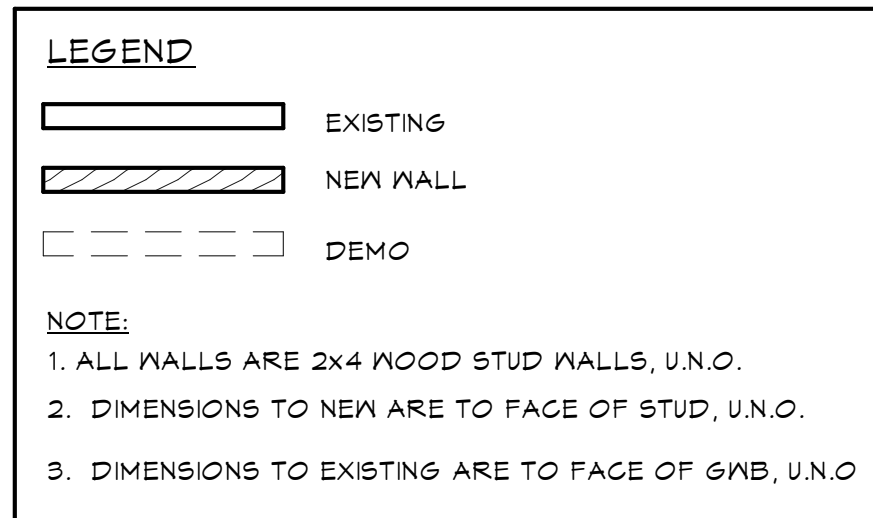 LEGEND
EXISTING
NEW WALL
DEMO
NOTE:
1. ALL WALLS ARE 2x4 WOOD STUD WALLS, U.N.O.
2. DIMENSIONS TO NEW ARE TO FACE OF STUD, U.N.O.
3. DIMENSIONS TO EXISTING ARE TO FACE OF GWB, U.N.O